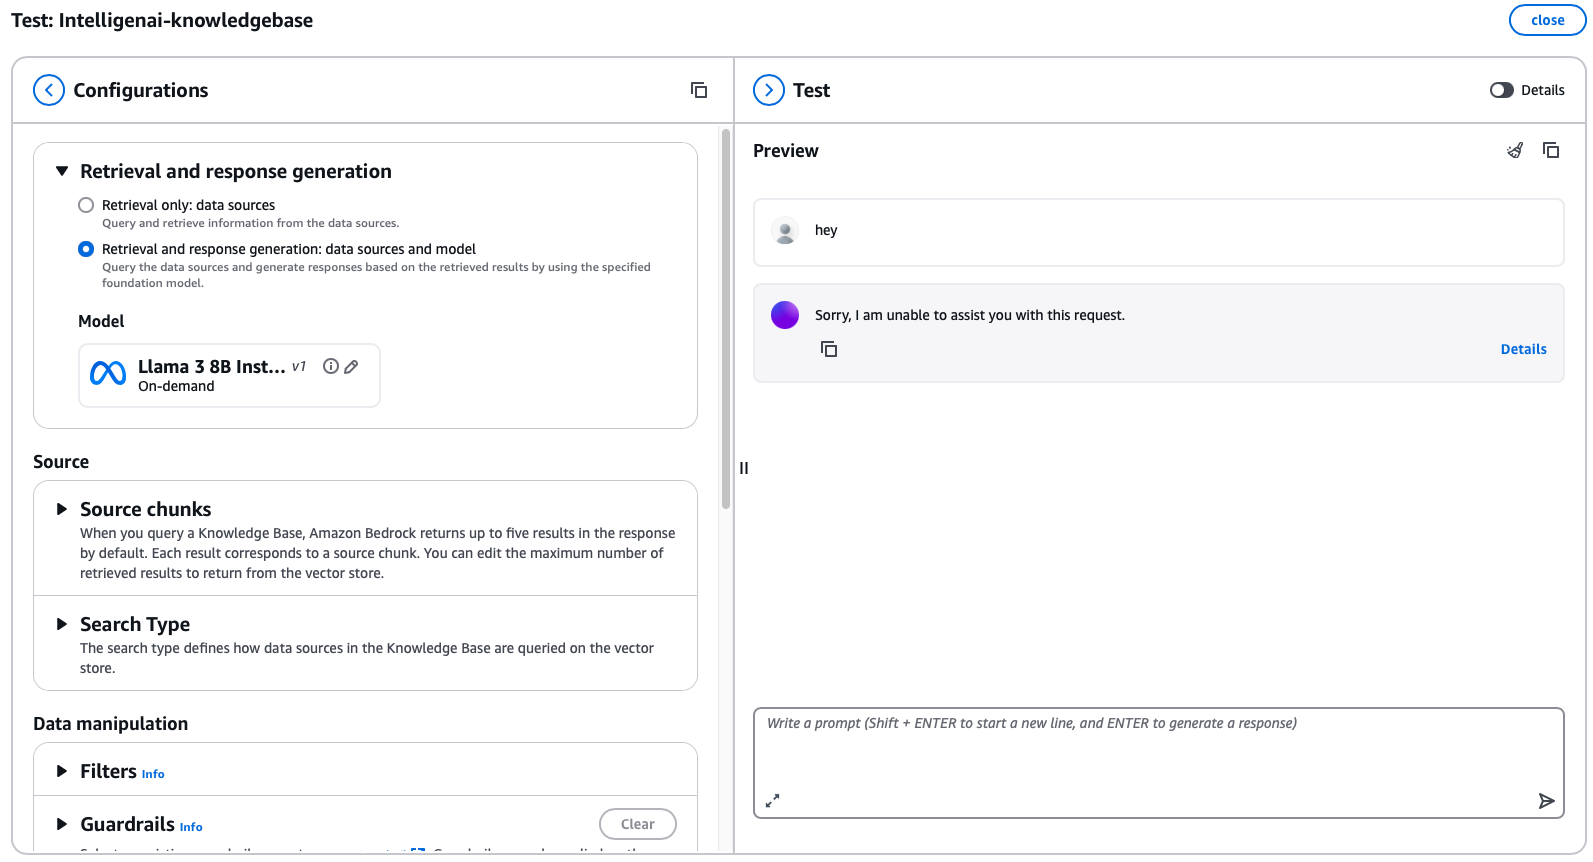 Test: Intelligenai-knowledgebase
close
Configurations
Retrieval and response generation
Retrieval only: data sources
Query and retrieve information from the data sources.
Retrieval and response generation: data sources and model
Query the data sources and generate responses based on the retrieved results by using the specified
foundation model.
Model
Llama 3 8B Inst... v1
On-demand
Source
Source chunks
When you query a Knowledge Base, Amazon Bedrock returns up to five results in the response
by default. Each result corresponds to a source chunk. You can edit the maximum number of
retrieved results to return from the vector store.
Search Type
The search type defines how data sources in the Knowledge Base are queried on the vector
store.
Data manipulation
Filters Info
Guardrails Info
Clear
Test
Details
Preview
hey
Sorry, I am unable to assist you with this request.
Details
Write a prompt (Shift + ENTER to start a new line, and ENTER to generate a response)